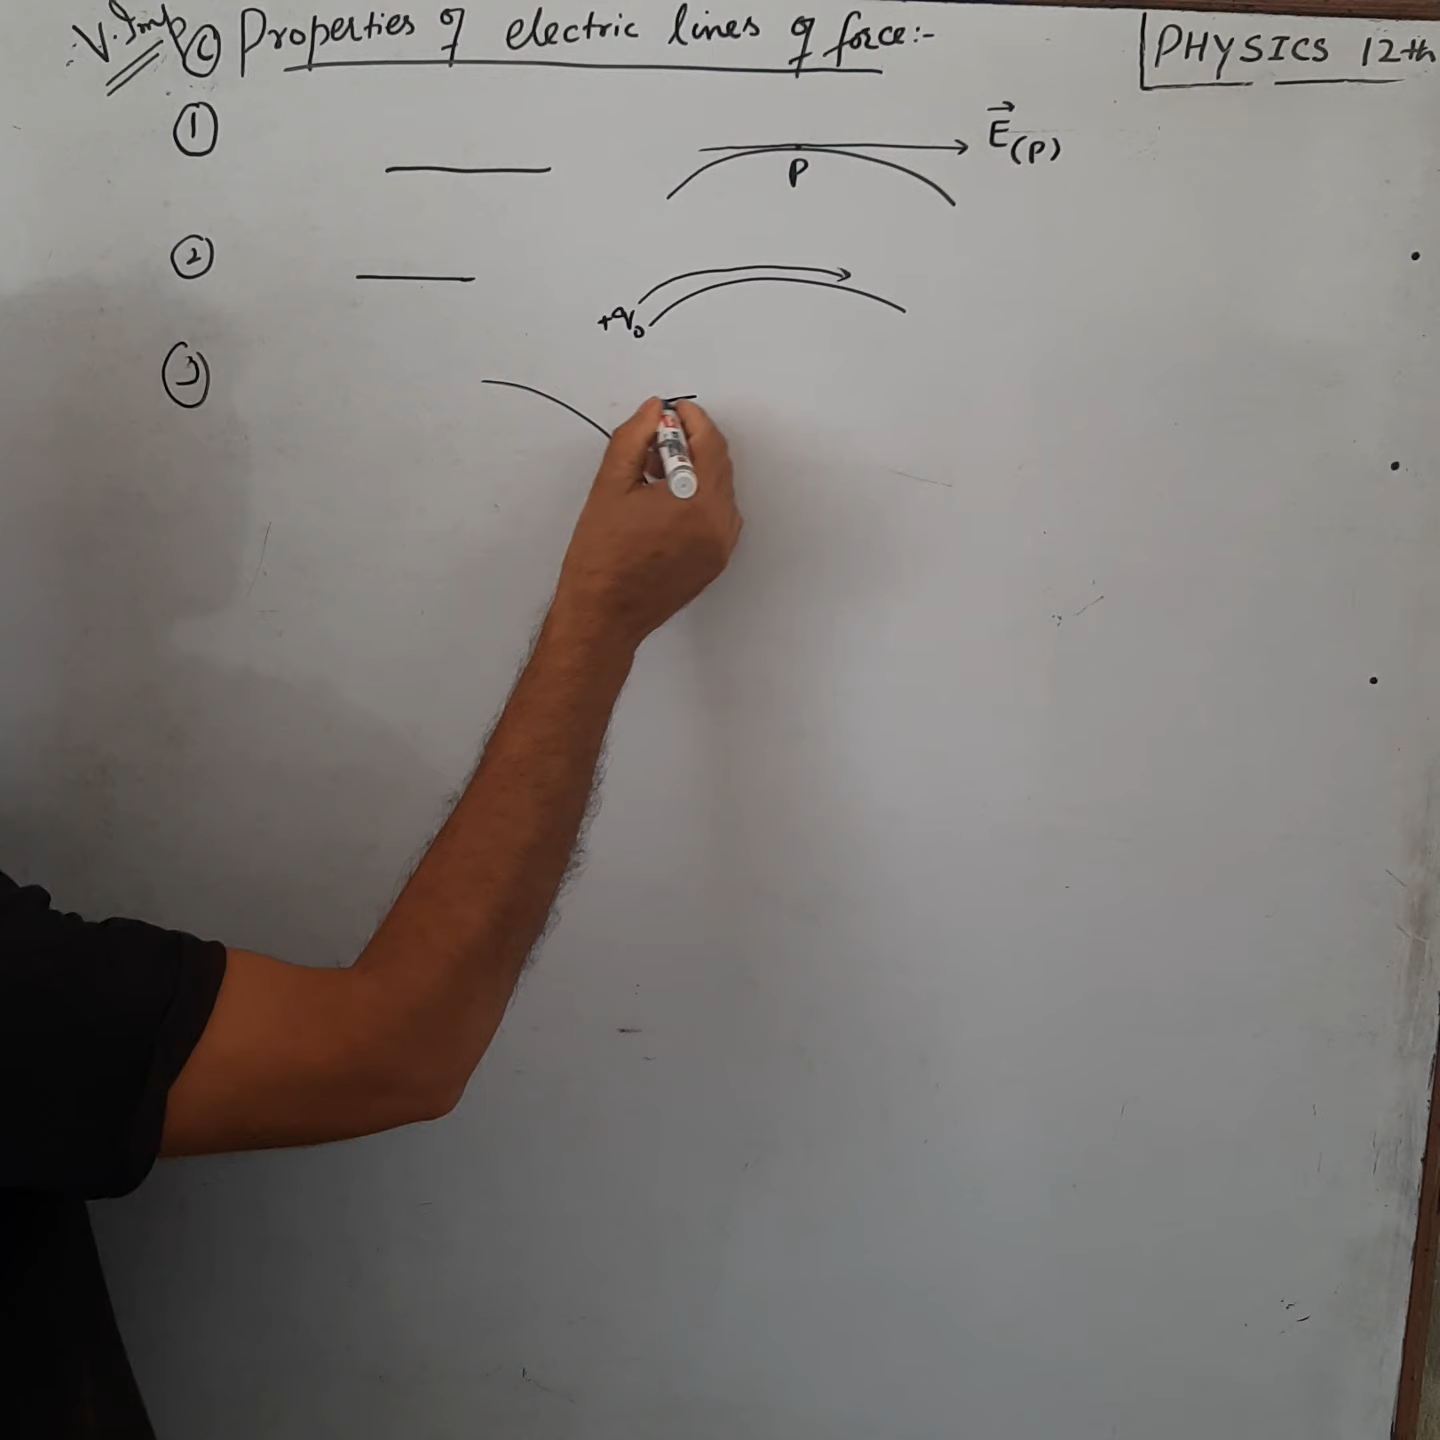 V. Imp (C) Properties of electric lines of force:-
PHYSICS 12th
1
P
E(P)
2
+q0
3